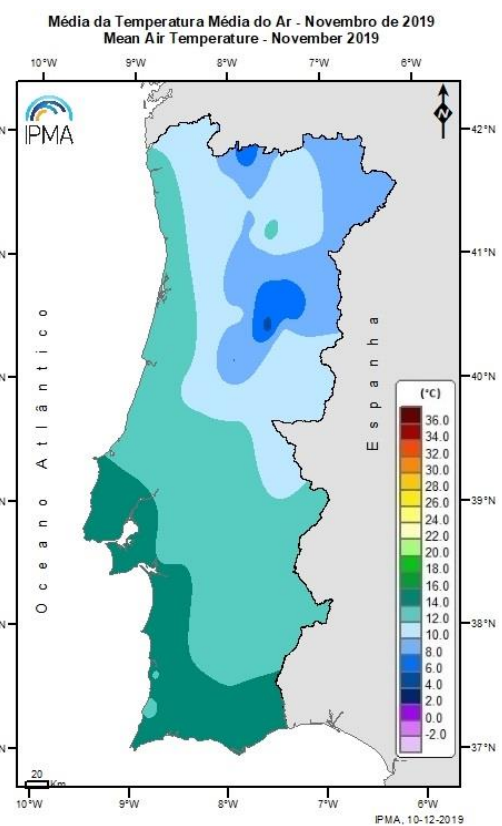 Média da Temperatura Média do Ar - Novembro de 2019
Mean Air Temperature - November 2019
10°W 9°W 8°W 7°W 6°W
IPMA
N
42°N
41°N
40°N
39°N
38°N
37°N
Oceano Atlântico
Espanha
(°C)
36.0
34.0
32.0
30.0
28.0
26.0
24.0
22.0
20.0
18.0
16.0
14.0
12.0
10.0
8.0
6.0
4.0
2.0
0.0
-2.0
20
Km
10°W 9°W 8°W 7°W 6°W
IPMA, 10-12-2019